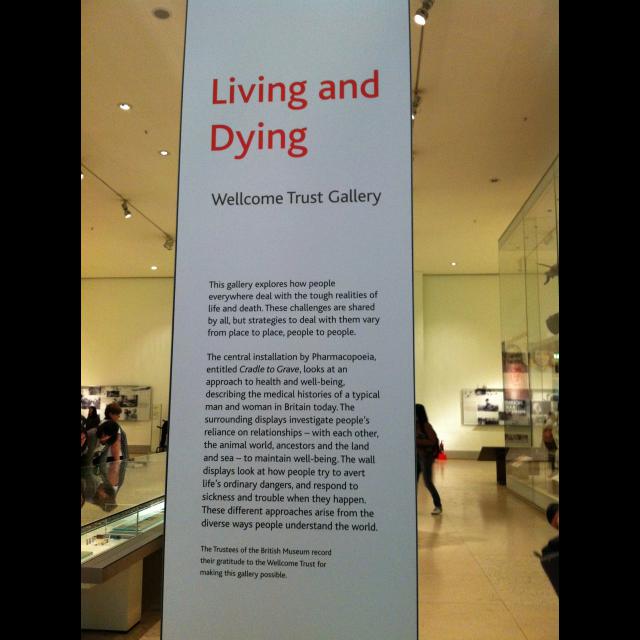 Living and
Dying
Wellcome Trust Gallery
This gallery explores how people
everywhere deal with the tough realities of
life and death. These challenges are shared
by all, but strategies to deal with them vary
from place to place, people to people.
The central installation by Pharmacopoeia,
entitled Cradle to Grave, looks at an
approach to health and well-being,
describing the medical histories of a typical
man and woman in Britain today. The
surrounding displays investigate people's
reliance on relationships – with each other,
the animal world, ancestors and the land
and sea – to maintain well-being. The wall
displays look at how people try to avert
life's ordinary dangers, and respond to
sickness and trouble when they happen.
These different approaches arise from the
diverse ways people understand the world.
The Trustees of the British Museum record
their gratitude to the Wellcome Trust for
making this gallery possible.